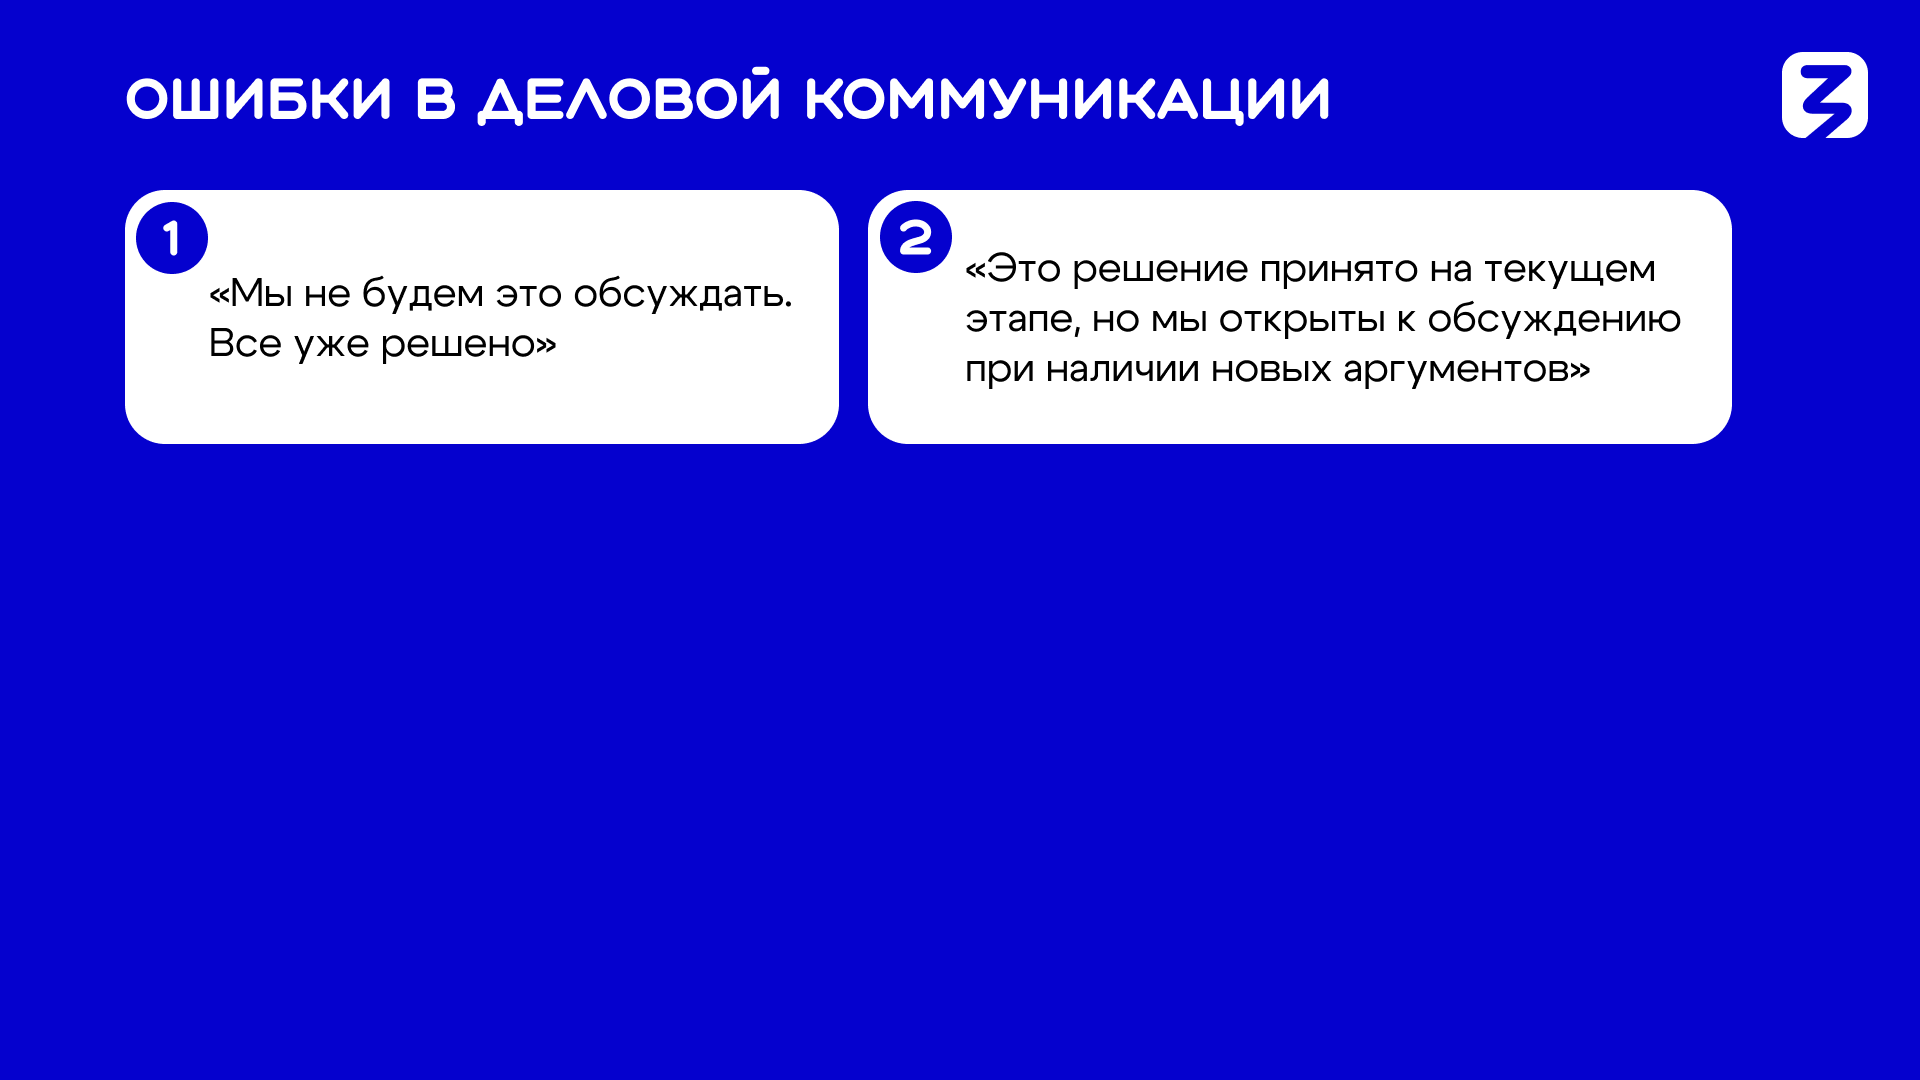 ОШИБКИ В ДЕЛОВОЙ КОММУНИКАЦИИ
1
«Мы не будем это обсуждать.
Все уже решено»
2
«Это решение принято на текущем
этапе, но мы открыты к обсуждению
при наличии новых аргументов»